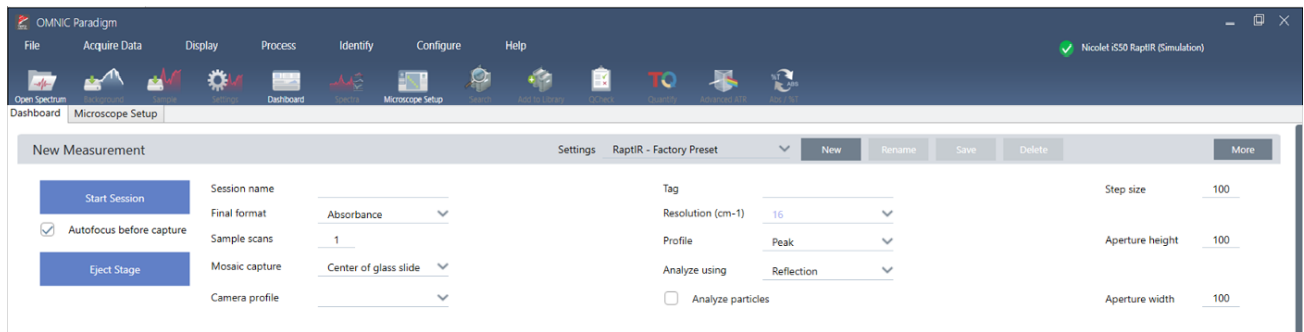 OMNIC Paradigm
File Acquire Data Display Process Identify Configure Help
Nicolet iS50 RaptIR (Simulation)
%T ABS
TQ
Open Spectrum Background Sample Settings Dashboard Spectra Microscope Setup Search Add to Library QCheck Quantify Advanced ATR Abs / %T
Dashboard Microscope Setup
New Measurement Settings RaptIR - Factory Preset New Rename Save Delete More
Start Session Session name Tag Step size 100
Final format Absorbance Resolution (cm-1) 16
Autofocus before capture Sample scans 1 Profile Peak Aperture height 100
Eject Stage Mosaic capture Center of glass slide Analyze using Reflection
Camera profile Analyze particles Aperture width 100